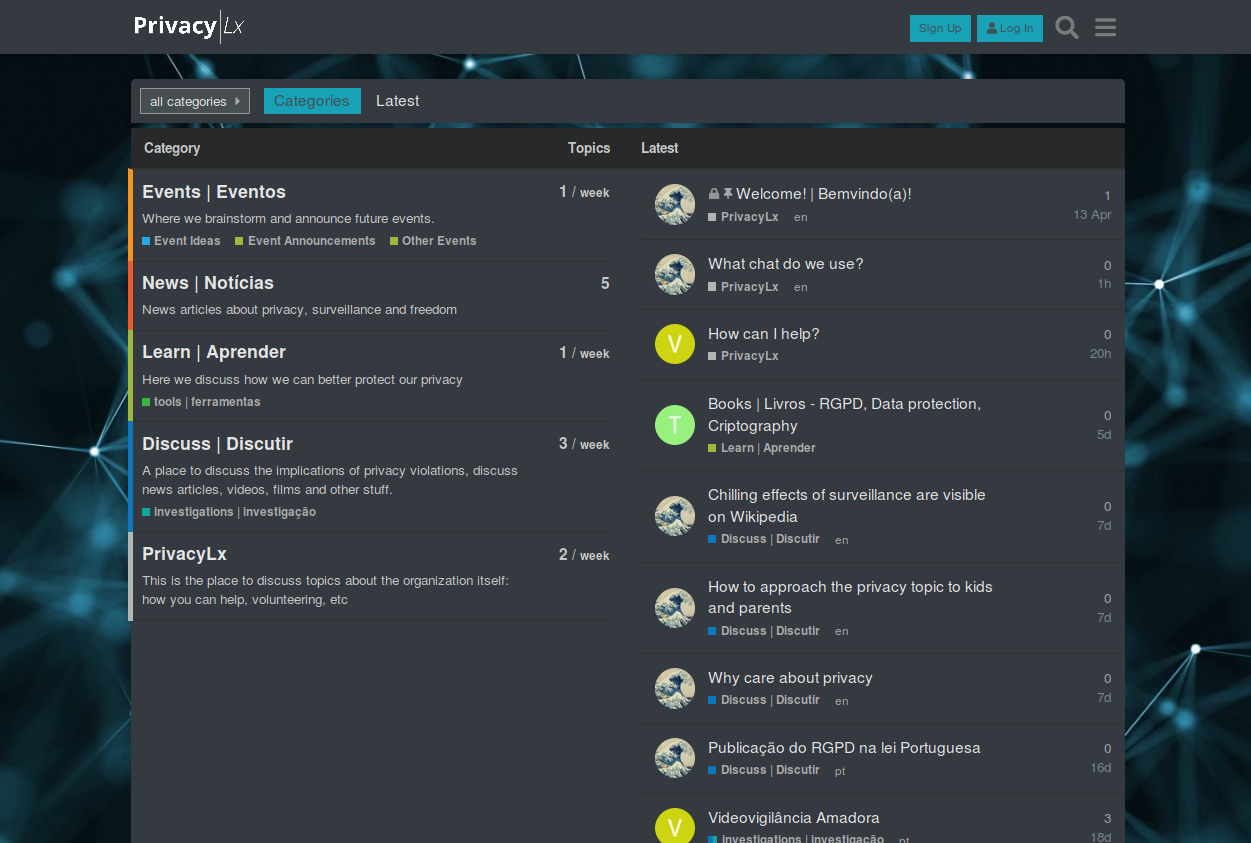 Privacy|Lx
Sign Up
Log In
all categories
Categories
Latest
Category
Topics
Latest
Events | Eventos
1 / week
Where we brainstorm and announce future events.
Event Ideas
Event Announcements
Other Events
News | Notícias
5
News articles about privacy, surveillance and freedom
Learn | Aprender
1 / week
Here we discuss how we can better protect our privacy
tools | ferramentas
Discuss | Discutir
3 / week
A place to discuss the implications of privacy violations, discuss
news articles, videos, films and other stuff.
investigations | investigação
PrivacyLx
2 / week
This is the place to discuss topics about the organization itself:
how you can help, volunteering, etc
Welcome! | Bemvindo(a)!
PrivacyLx en
1
13 Apr
What chat do we use?
PrivacyLx en
0
1h
V
How can I help?
PrivacyLx
0
20h
T
Books | Livros - RGPD, Data protection,
Criptography
Learn | Aprender
0
5d
Chilling effects of surveillance are visible
on Wikipedia
Discuss | Discutir en
0
7d
How to approach the privacy topic to kids
and parents
Discuss | Discutir en
0
7d
Why care about privacy
Discuss | Discutir en
0
7d
Publicação do RGPD na lei Portuguesa
Discuss | Discutir pt
0
16d
V
Videovigilância Amadora
investigations | investigação pt
3
18d